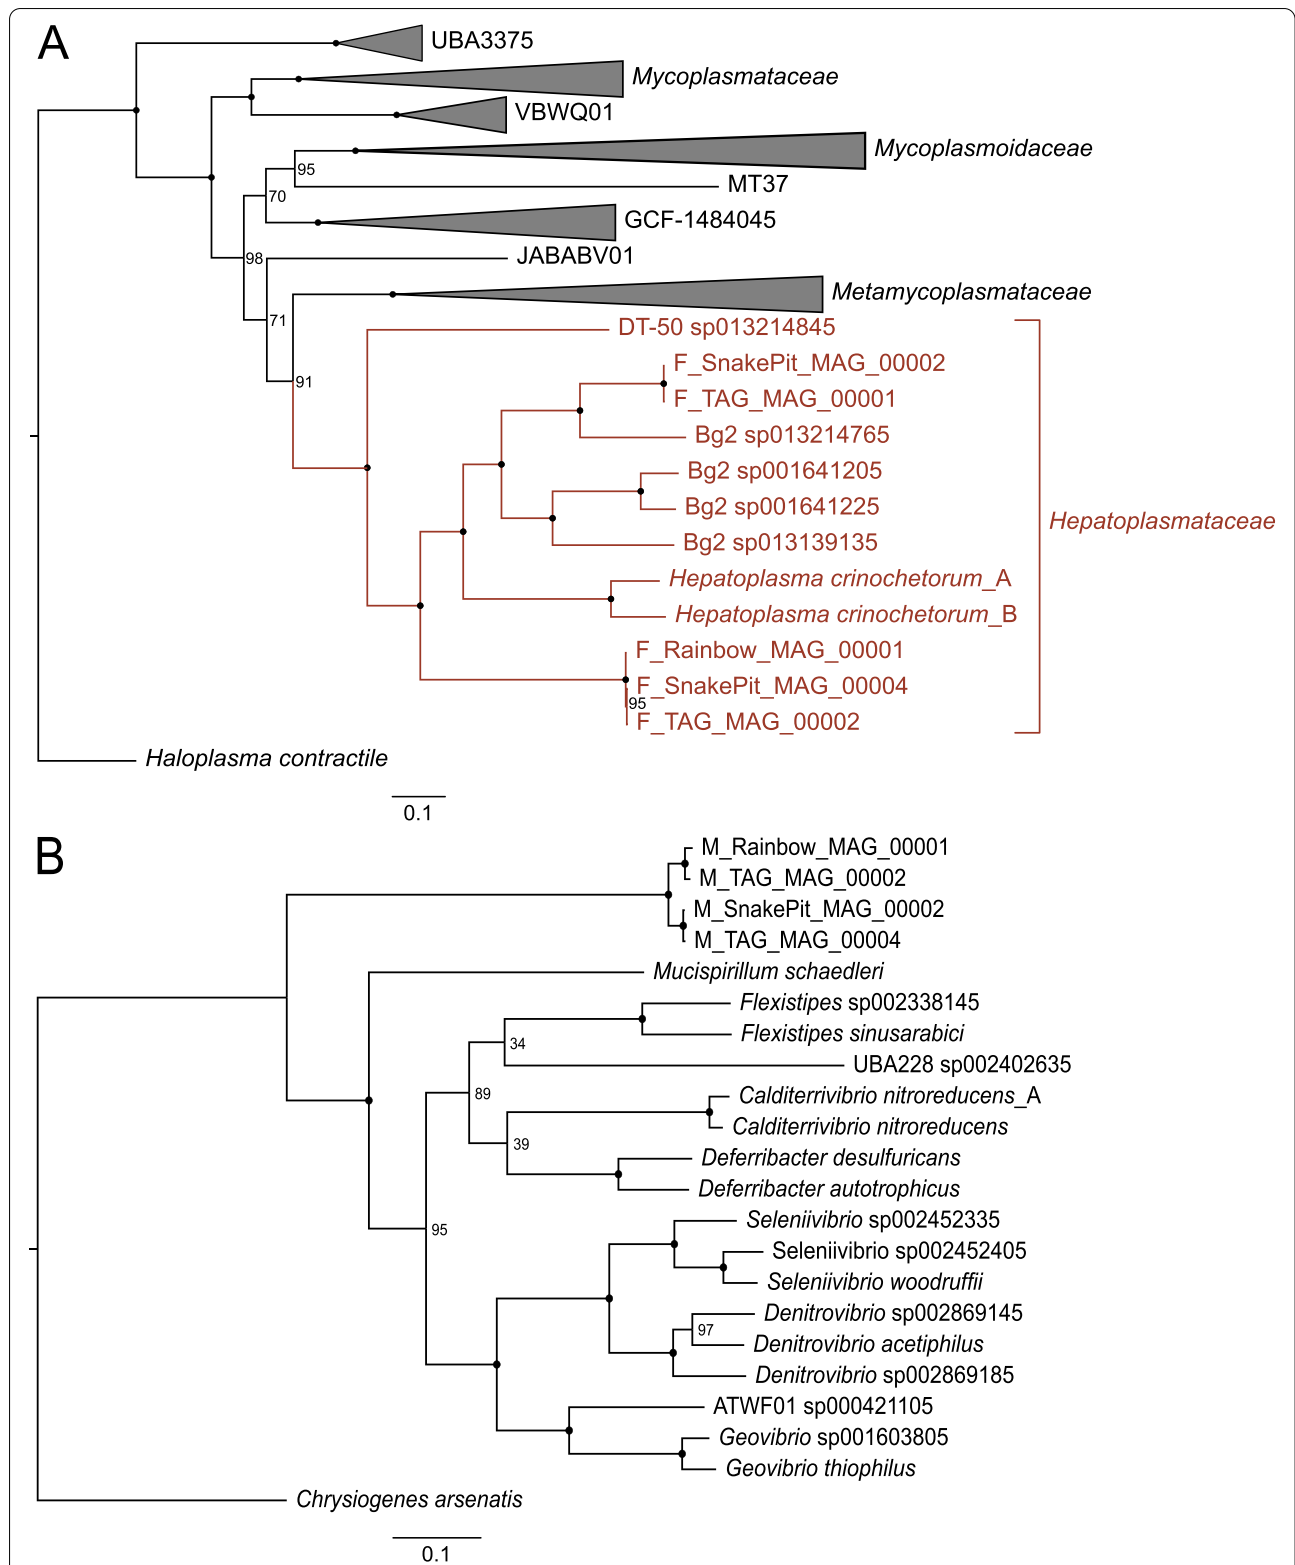 A
UBA3375
Mycoplasmataceae
VBWQ01
Mycoplasmoidaceae
95
MT37
70
GCF-1484045
JABABV01
98
Metamycoplasmataceae
71
DT-50 sp013214845
F_SnakePit_MAG_00002
91
F_TAG_MAG_00001
Bg2 sp013214765
Bg2 sp001641205
Bg2 sp001641225
Hepatoplasmataceae
Bg2 sp013139135
Hepatoplasma crinochetorum_A
Hepatoplasma crinochetorum_B
F_Rainbow_MAG_00001
F_SnakePit_MAG_00004
95
F_TAG_MAG_00002
Haloplasma contractile
0.1
B
M_Rainbow_MAG_00001
M_TAG_MAG_00002
M_SnakePit_MAG_00002
M_TAG_MAG_00004
Mucispirillum schaedleri
Flexistipes sp002338145
Flexistipes sinusarabici
34
UBA228 sp002402635
89
Calditerrivibrio nitroreducens_A
Calditerrivibrio nitroreducens
39
Deferribacter desulfuricans
Deferribacter autotrophicus
95
Seleniivibrio sp002452335
Seleniivibrio sp002452405
Seleniivibrio woodruffii
Denitrovibrio sp002869145
97
Denitrovibrio acetiphilus
Denitrovibrio sp002869185
ATWF01 sp000421105
Geovibrio sp001603805
Geovibrio thiophilus
Chrysiogenes arsenatis
0.1